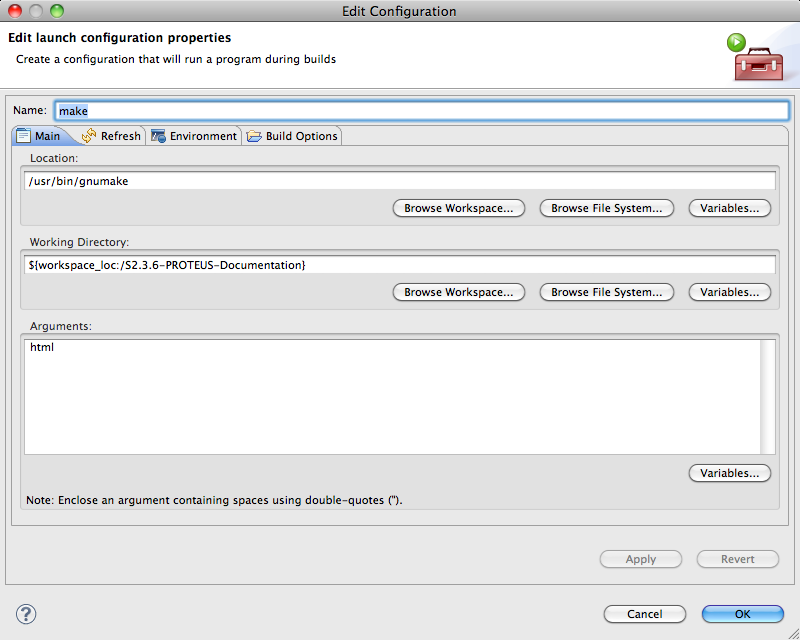 Edit Configuration
Edit launch configuration properties
Create a configuration that will run a program during builds
Name: make
Main Refresh Environment Build Options
Location:
/usr/bin/gnumake
Browse Workspace... Browse File System... Variables...
Working Directory:
${workspace_loc:/S2.3.6-PROTEUS-Documentation}
Browse Workspace... Browse File System... Variables...
Arguments:
html
Variables...
Note: Enclose an argument containing spaces using double-quotes (").
Apply Revert
? Cancel OK